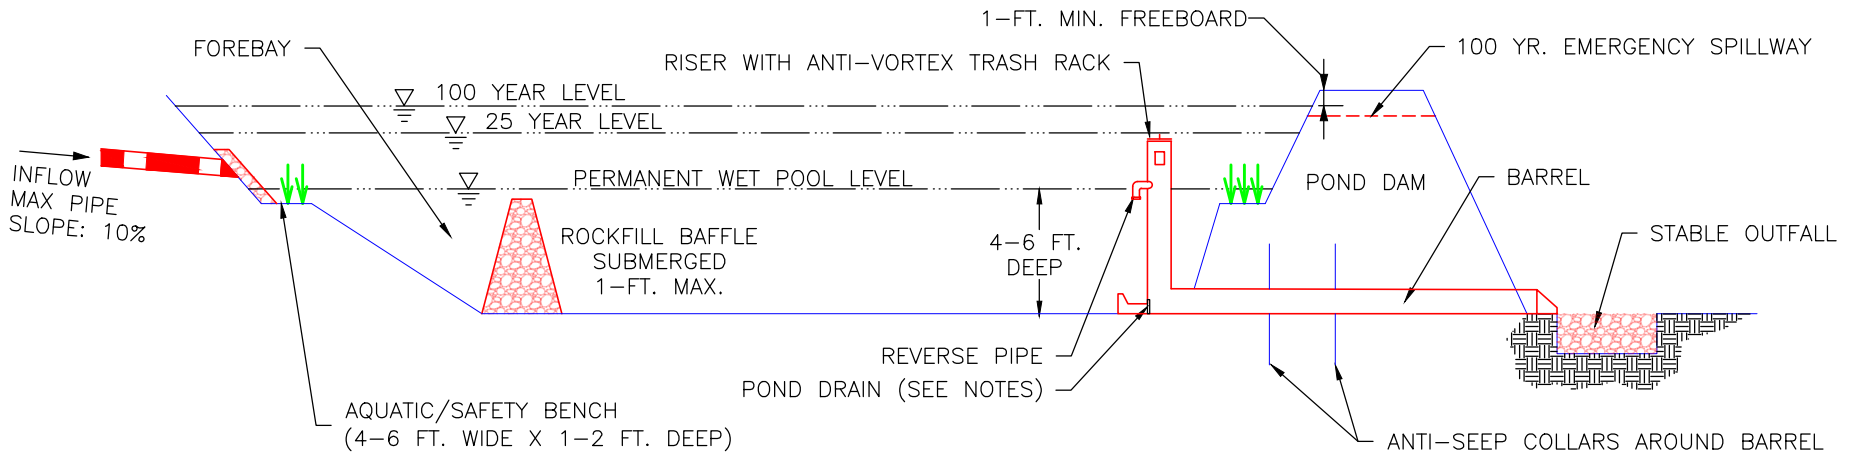 1-FT. MIN. FREEBOARD
FOREBAY
100 YR. EMERGENCY SPILLWAY
RISER WITH ANTI-VORTEX TRASH RACK
100 YEAR LEVEL
25 YEAR LEVEL
INFLOW
MAX PIPE
SLOPE: 10%
PERMANENT WET POOL LEVEL
POND DAM
BARREL
ROCKFILL BAFFLE
SUBMERGED
1-FT. MAX.
4-6 FT.
DEEP
STABLE OUTFALL
REVERSE PIPE
POND DRAIN (SEE NOTES)
AQUATIC/SAFETY BENCH
(4-6 FT. WIDE X 1-2 FT. DEEP)
ANTI-SEEP COLLARS AROUND BARREL